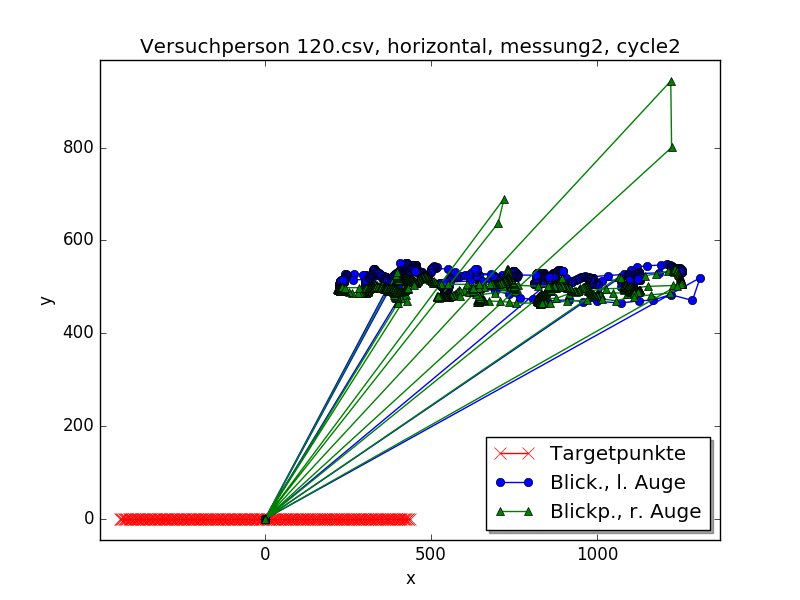 Versuchperson 120.csv, horizontal, messung2, cycle2
800
600
400
200
0
y
0 500 1000
x
Targetpunkte
Blick., l. Auge
Blickp., r. Auge